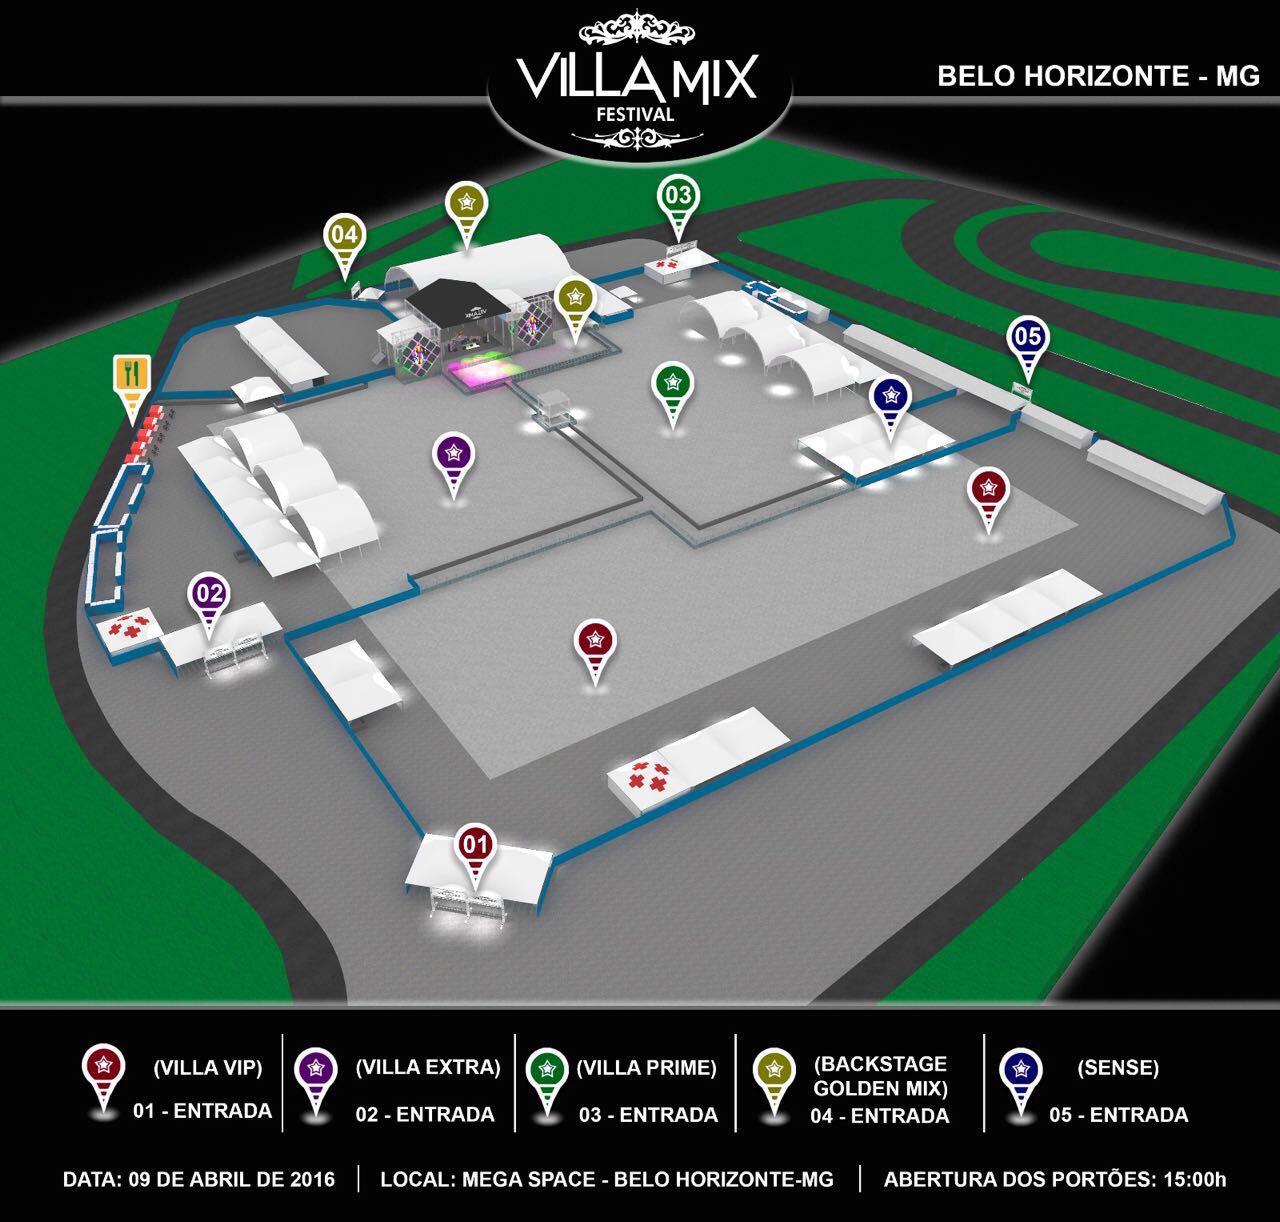 VILLA MIX
FESTIVAL
BELO HORIZONTE - MG
03
04
05
02
01
(VILLA VIP)
01 - ENTRADA
(VILLA EXTRA)
02 - ENTRADA
(VILLA PRIME)
03 - ENTRADA
(BACKSTAGE
GOLDEN MIX)
04 - ENTRADA
(SENSE)
05 - ENTRADA
DATA: 09 DE ABRIL DE 2016
LOCAL: MEGA SPACE - BELO HORIZONTE-MG
ABERTURA DOS PORTÕES: 15:00h